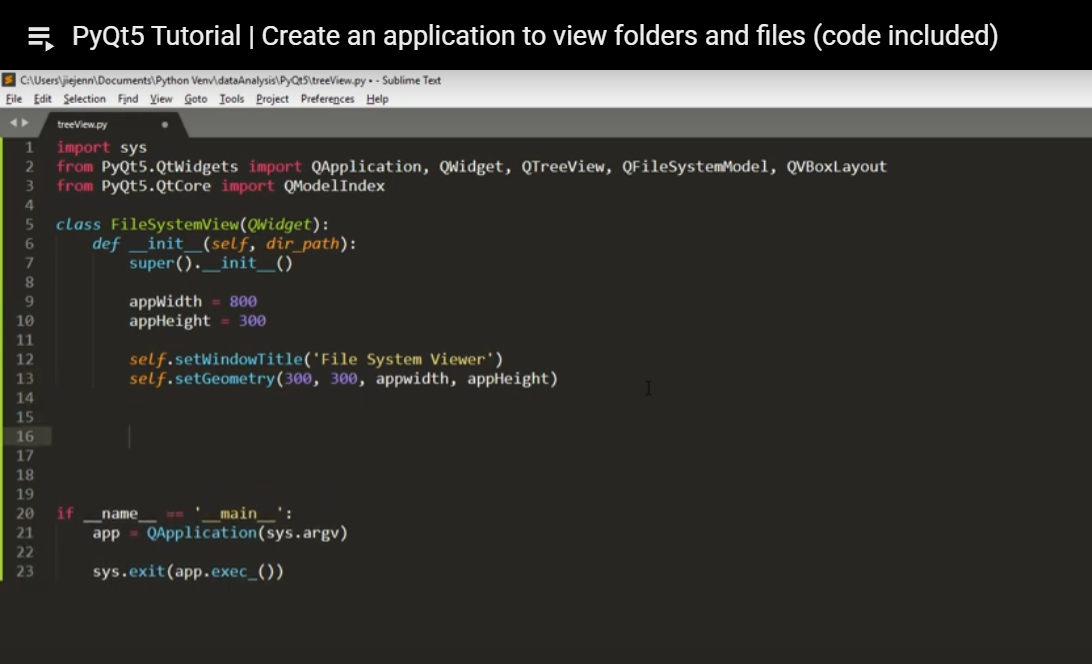 PyQt5 Tutorial | Create an application to view folders and files (code included)
C:\Users\jiejenn\Documents\Python Venv\dataAnalysis\PyQt5\treeView.py • - Sublime Text
File Edit Selection Find View Goto Tools Project Preferences Help
treeView.py
1 import sys
2 from PyQt5.QtWidgets import QApplication, QWidget, QTreeView, QFileSystemModel, QVBoxLayout
3 from PyQt5.QtCore import QModelIndex
4
5 class FileSystemView(QWidget):
6     def __init__(self, dir_path):
7         super().__init__()
8
9         appWidth = 800
10         appHeight = 300
11
12         self.setWindowTitle('File System Viewer')
13         self.setGeometry(300, 300, appwidth, appHeight)
14
15
16
17
18
19
20 if __name__ == '__main__':
21     app = QApplication(sys.argv)
22
23     sys.exit(app.exec_())